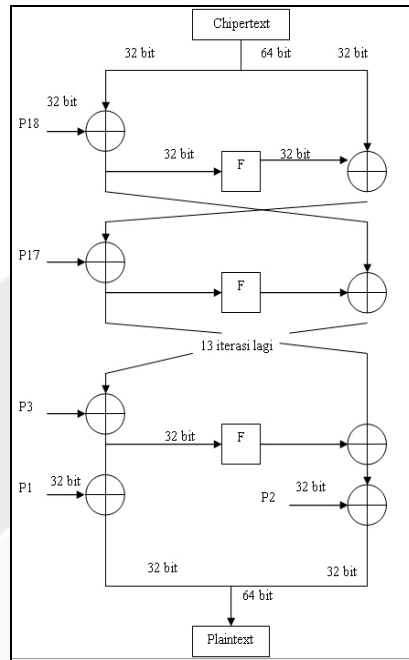 Chipertext
32 bit
64 bit
32 bit
32 bit
P18
32 bit
F
32 bit
P17
F
13 iterasi lagi
P3
32 bit
F
P1
32 bit
P2
32 bit
32 bit
32 bit
64 bit
Plaintext